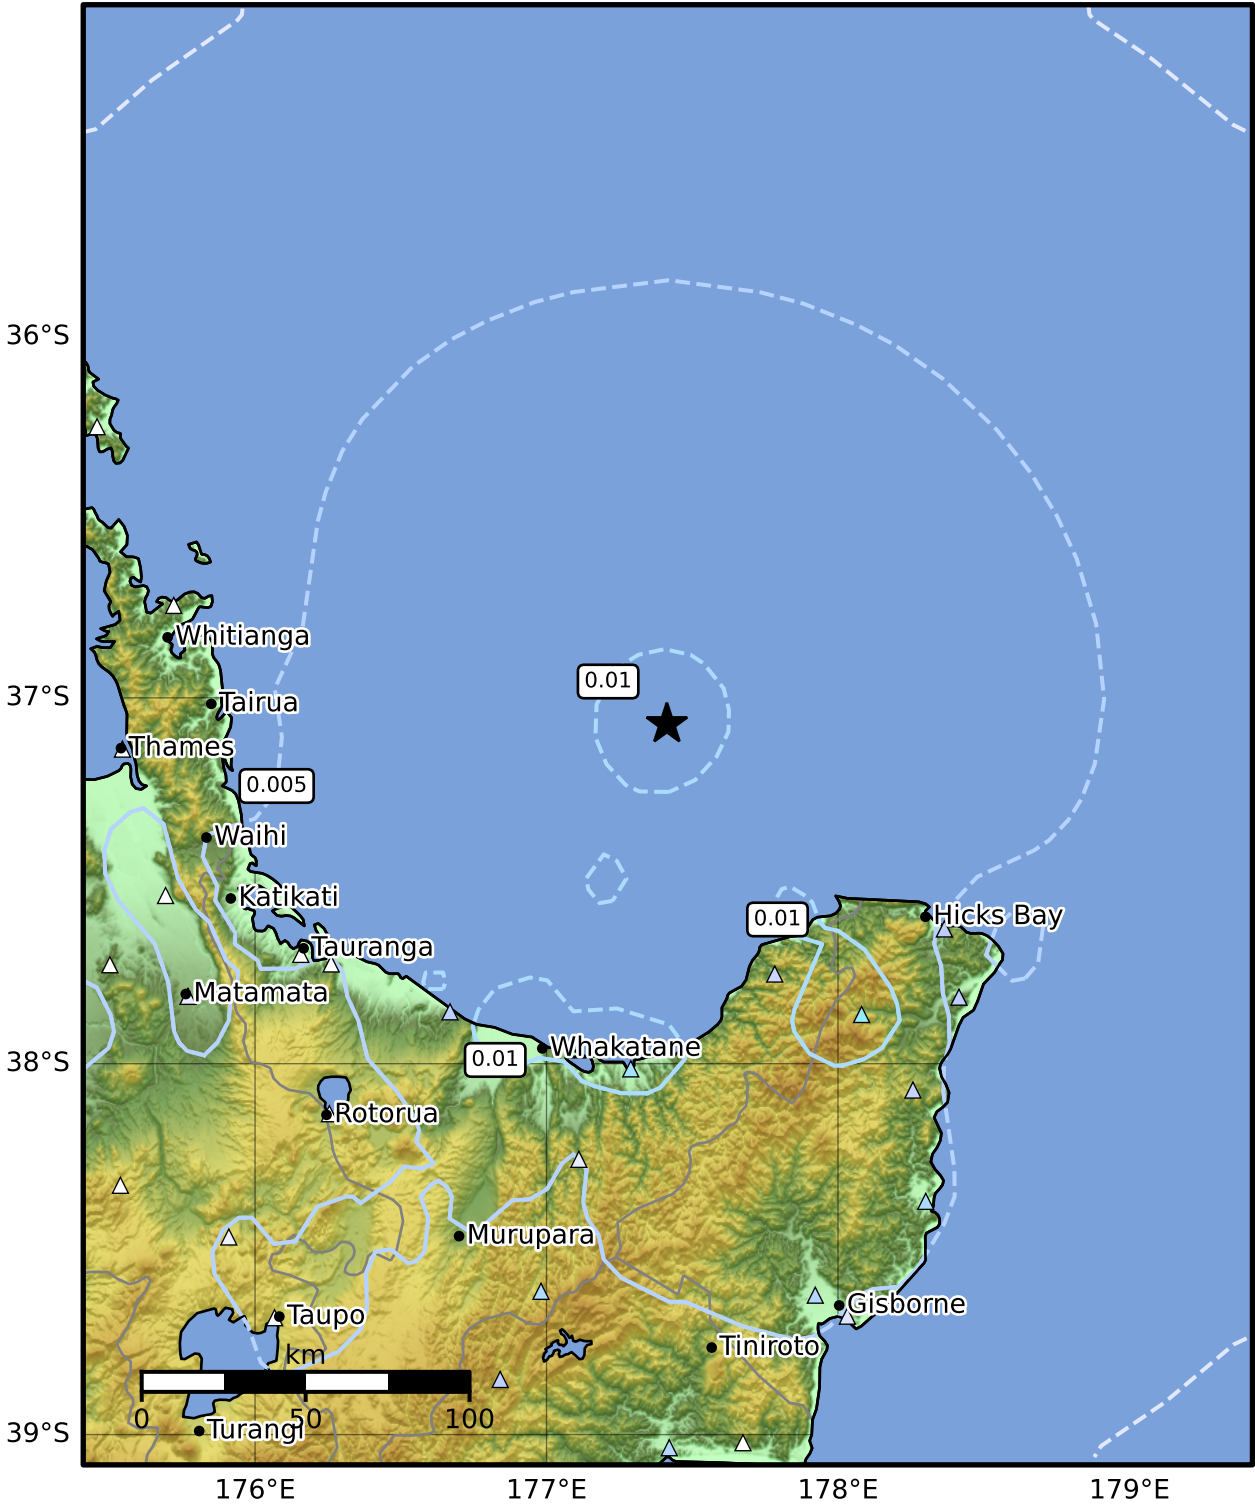 36°S
Whitianga
0.01
37°S
Tairua
Thames
0.005
Waihi
Katikati
0.01
Hicks Bay
Tauranga
Matamata
Whakatane
0.01
38°S
Rotorua
Murupara
Gisborne
Taupo
Tiniroto
km
0
50
100
Turangi
39°S
176°E
177°E
178°E
179°E